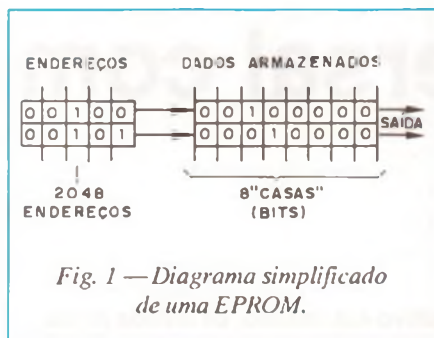 ENDEREÇOS DADOS ARMAZENADOS
0 0 1 0 0 0 0 1 0 0 0 0 0
0 0 1 0 1 0 0 0 1 0 0 0 0
SAÍDA
2048 8"CASAS"
ENDEREÇOS (BITS)
Fig. 1 — Diagrama simplificado
de uma EPROM.